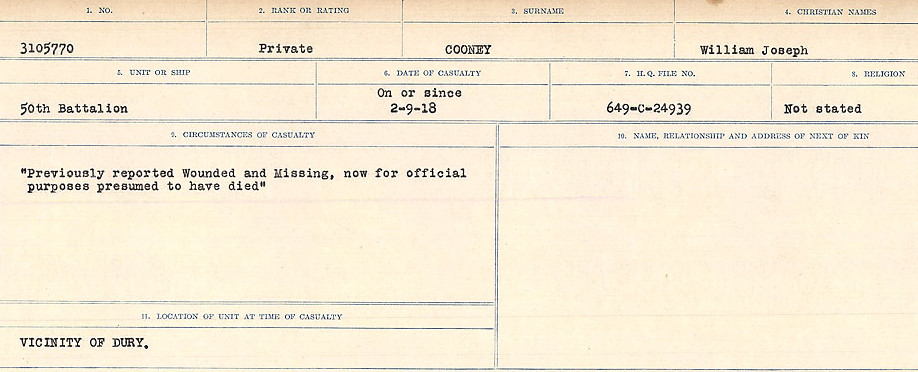 1. NO.
2. RANK OR RATING
3. SURNAME
4. CHRISTIAN NAMES
3105770
Private
COONEY
William Joseph
5. UNIT OR SHIP
6. DATE OF CASUALTY
7. H.Q. FILE NO.
8. RELIGION
50th Battalion
On or since
2-9-18
649-C-24939
Not stated
9. CIRCUMSTANCES OF CASUALTY
"Previously reported Wounded and Missing, now for official
purposes presumed to have died"
10. NAME, RELATIONSHIP AND ADDRESS OF NEXT OF KIN
11. LOCATION OF UNIT AT TIME OF CASUALTY
VICINITY OF DURY.